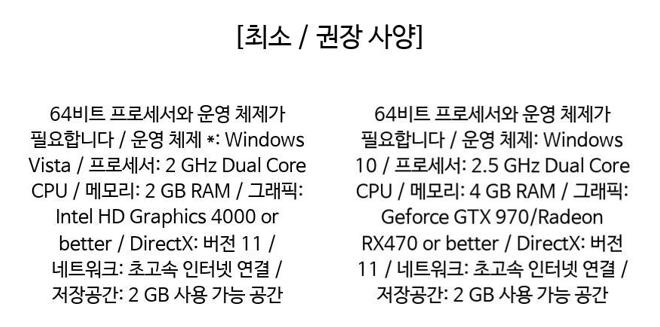 [최소 / 권장 사양]
64비트 프로세서와 운영 체제가
필요합니다 / 운영 체제 *: Windows
Vista / 프로세서: 2 GHz Dual Core
CPU / 메모리: 2 GB RAM / 그래픽:
Intel HD Graphics 4000 or
better / DirectX: 버전 11 /
네트워크: 초고속 인터넷 연결 /
저장공간: 2 GB 사용 가능 공간
64비트 프로세서와 운영 체제가
필요합니다 / 운영 체제: Windows
10 / 프로세서: 2.5 GHz Dual Core
CPU / 메모리: 4 GB RAM / 그래픽:
Geforce GTX 970/Radeon
RX470 or better / DirectX: 버전
11 / 네트워크: 초고속 인터넷 연결 /
저장공간: 2 GB 사용 가능 공간